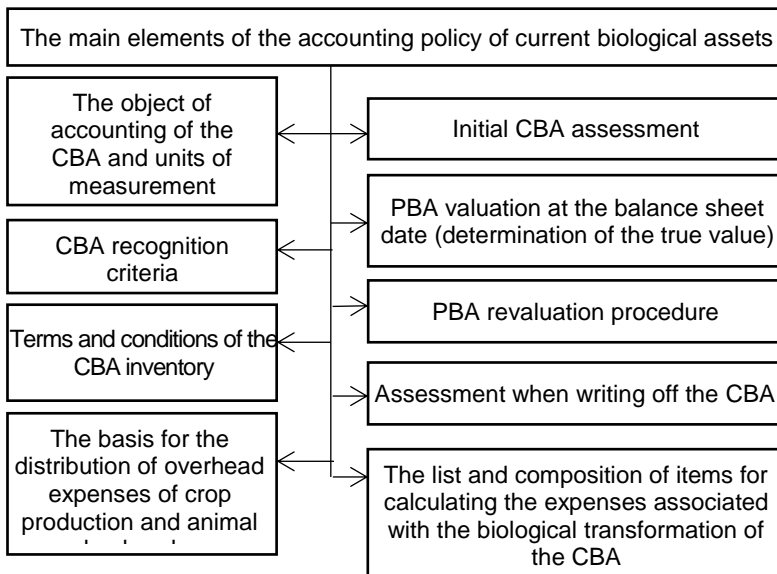 The main elements of the accounting policy of current biological assets
The object of
accounting of the
CBA and units of
measurement
Initial CBA assessment
PBA valuation at the balance sheet
date (determination of the true value)
CBA recognition
criteria
PBA revaluation procedure
Terms and conditions of the
CBA inventory
Assessment when writing off the CBA
The basis for the
distribution of overhead
expenses of crop
production and animal
The list and composition of items for
calculating the expenses associated
with the biological transformation of
the CBA